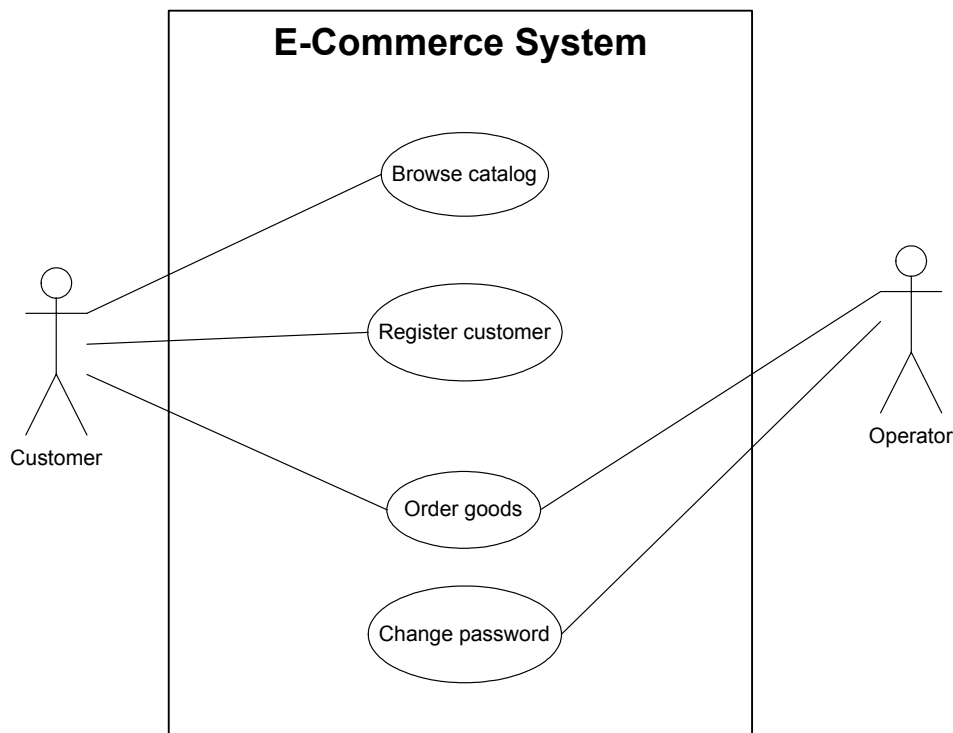 E-Commerce System
Browse catalog
Register customer
Customer
Operator
Order goods
Change password